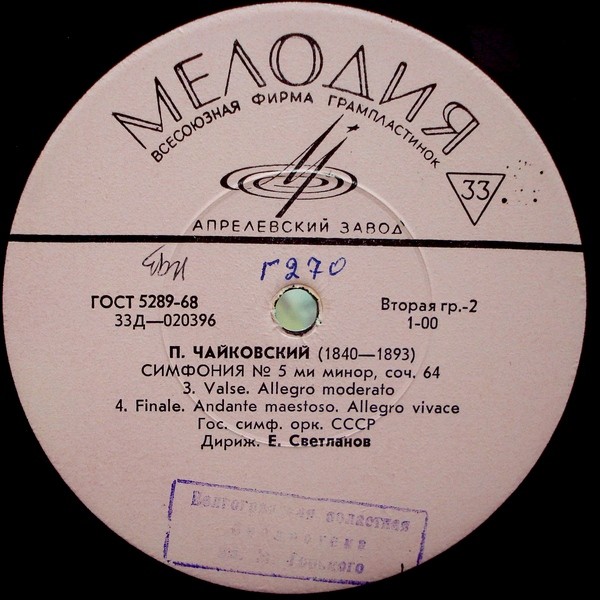 МЕЛОДИЯ
ВСЕСОЮЗНАЯ ФИРМА ГРАМПЛАСТИНОК
33
АПРЕЛЕВСКИЙ ЗАВОД
Г270
ГОСТ 5289-68
33Д—020396
Вторая гр.-2
1-00
П. ЧАЙКОВСКИЙ (1840—1893)
СИМФОНИЯ № 5 ми минор, соч. 64
3. Valse. Allegro moderato
4. Finale. Andante maestoso. Allegro vivace
Гос. симф. орк. СССР
Дириж. Е. Светланов
областная